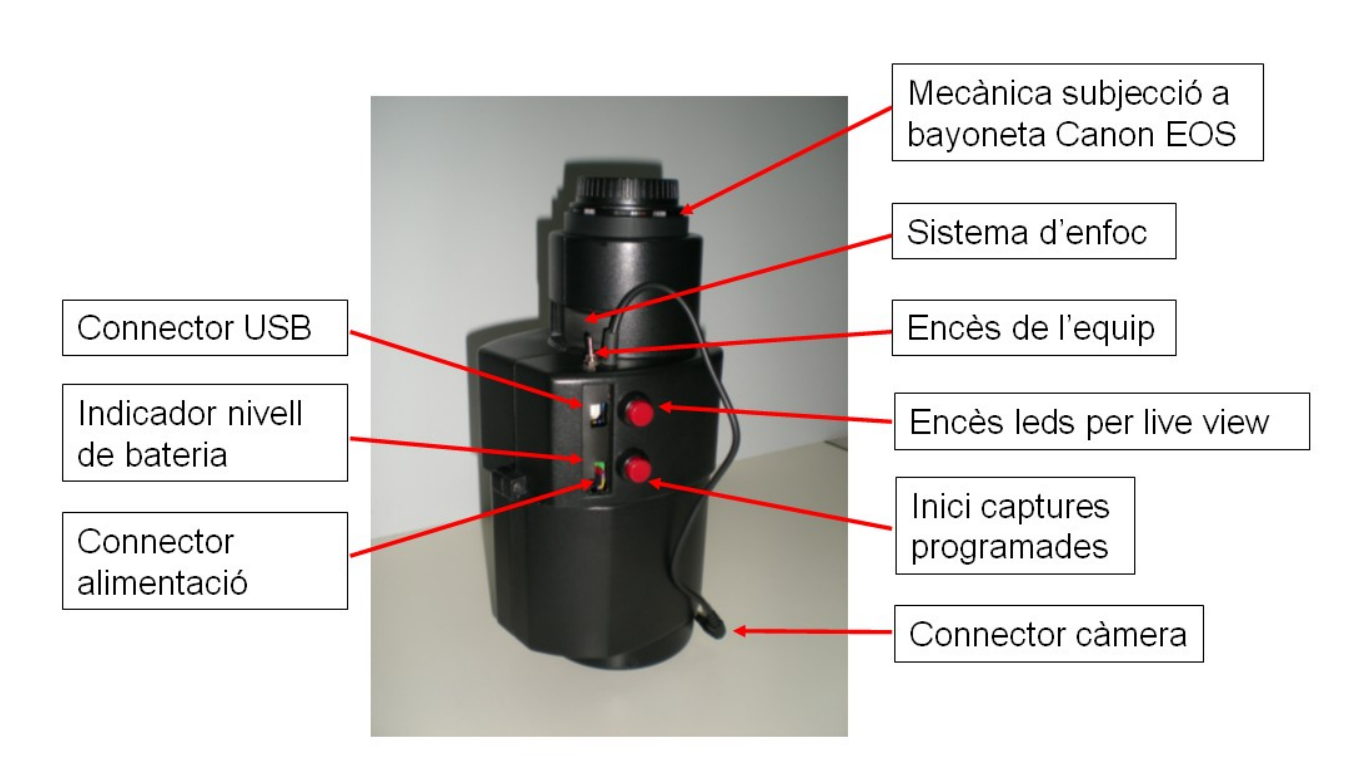 Mecànica subjecció a
bayoneta Canon EOS
Sistema d'enfoc
Connector USB
Encès de l'equip
Indicador nivell
de bateria
Encès leds per live view
Connector
alimentació
Inici captures
programades
Connector càmera